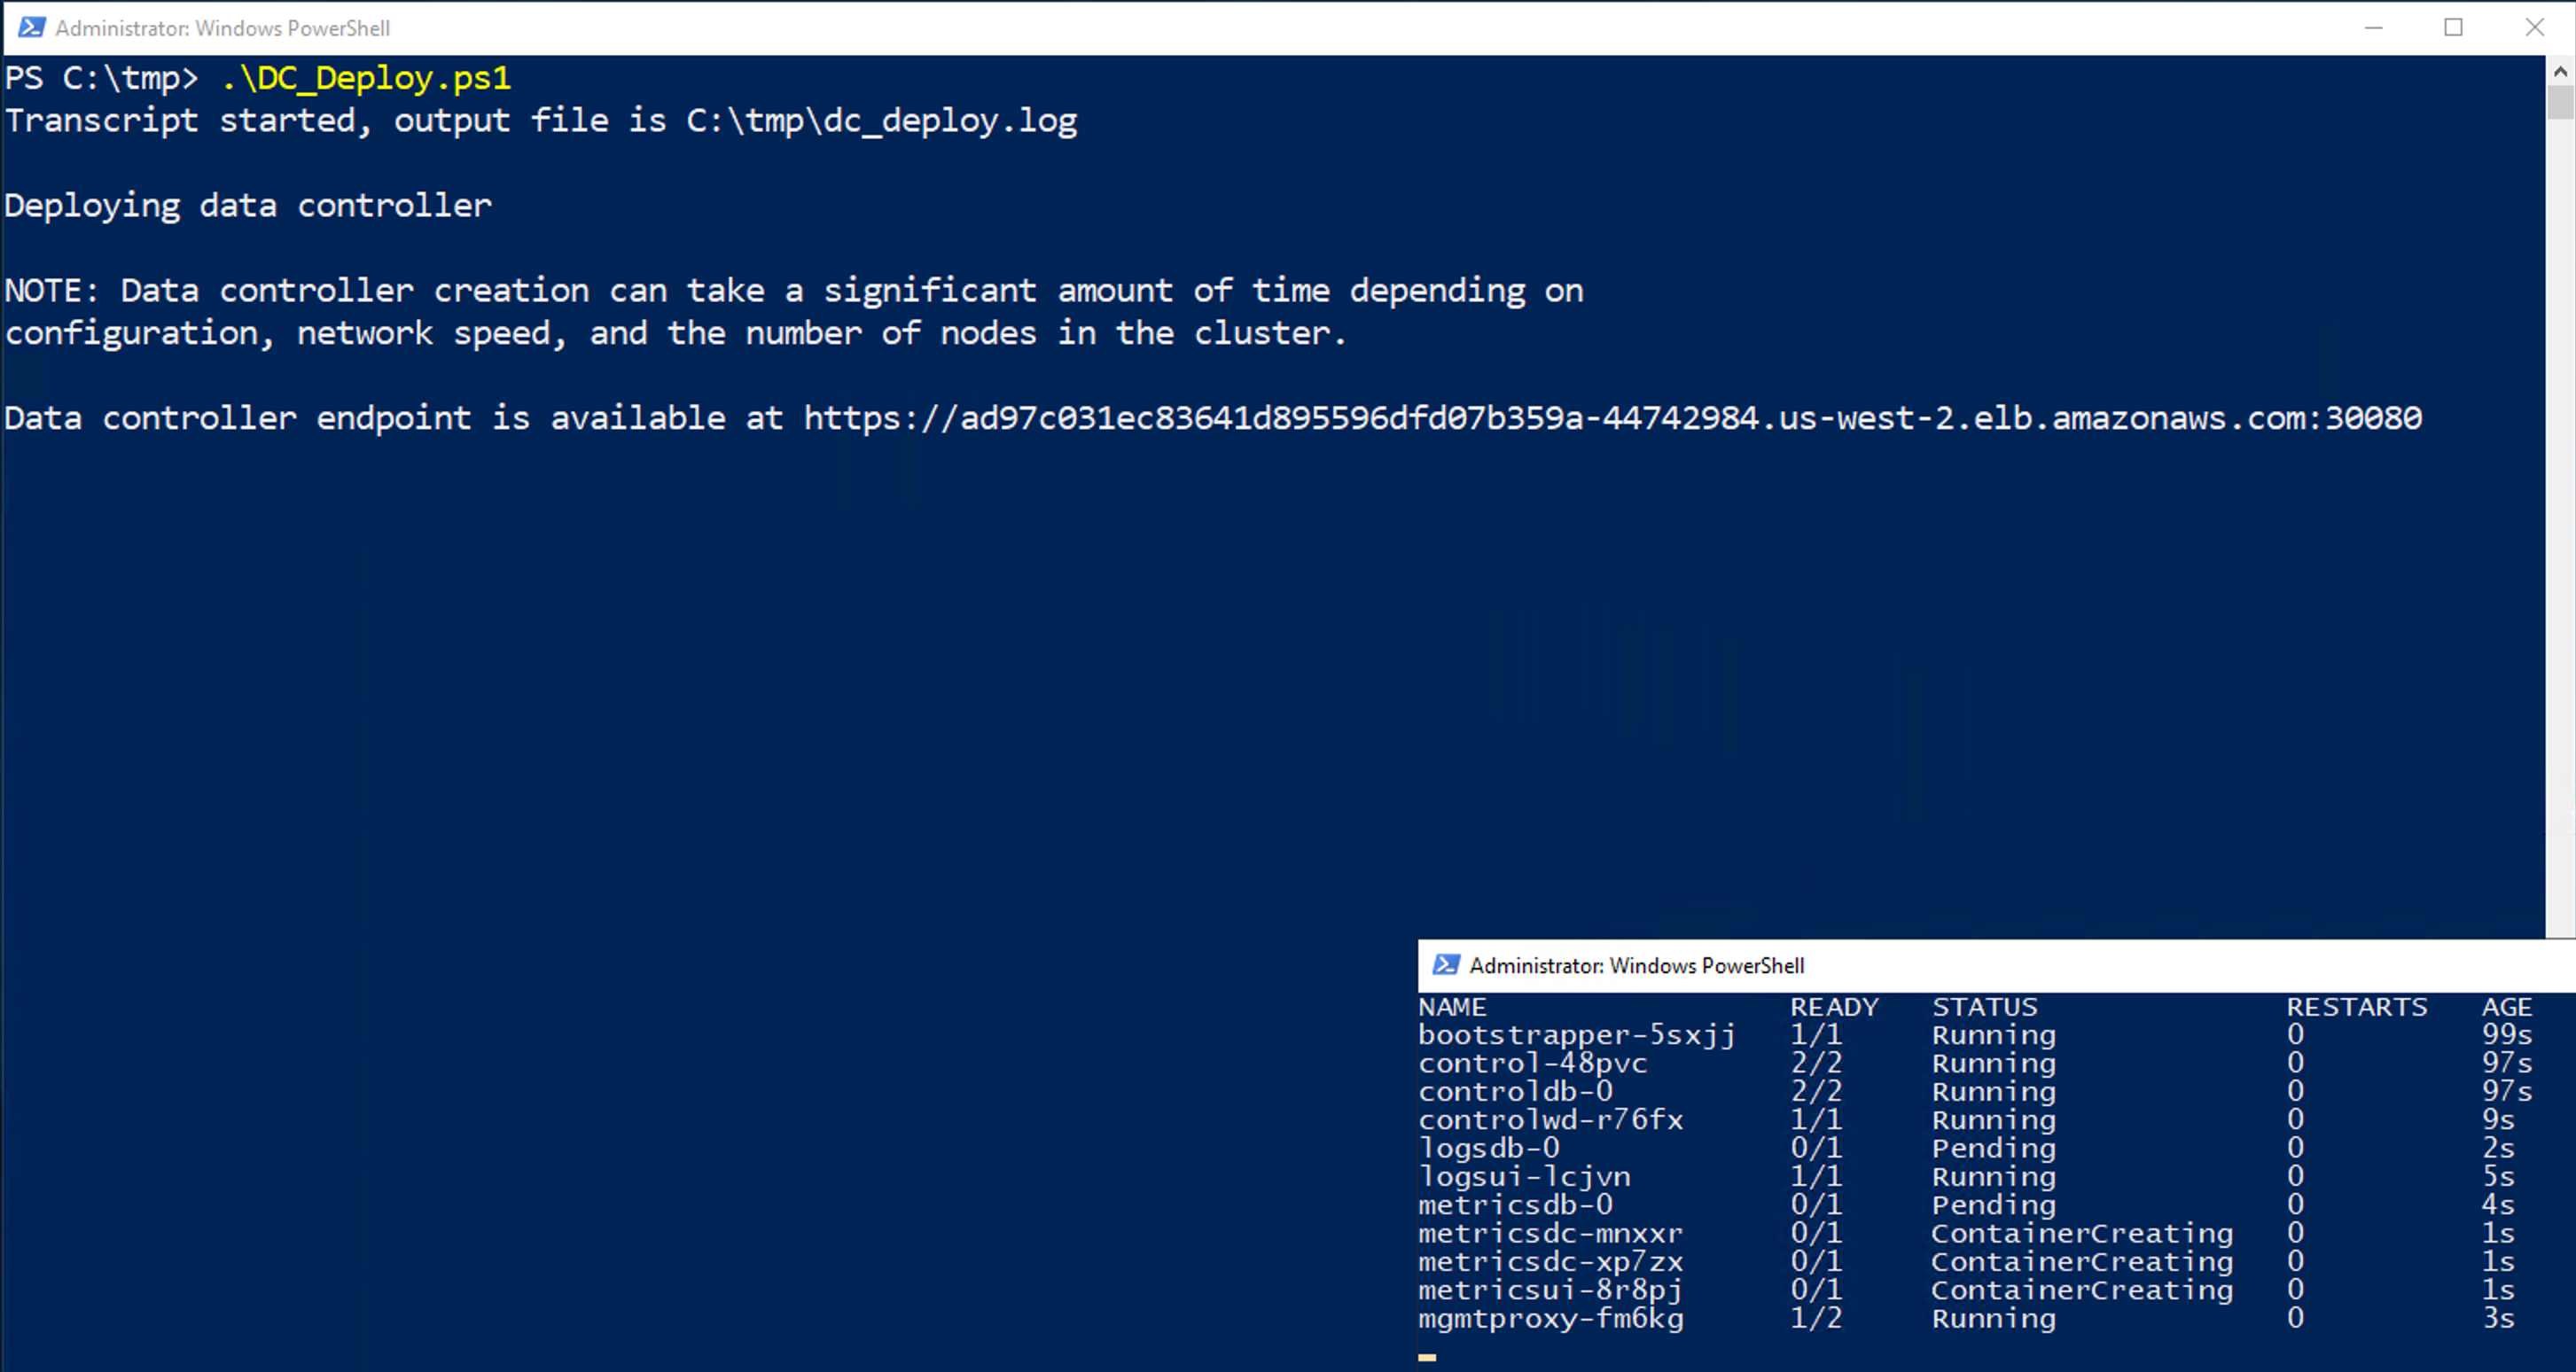 Administrator: Windows PowerShell
PS C:\tmp> .\DC_Deploy.ps1
Transcript started, output file is C:\tmp\dc_deploy.log
Deploying data controller
NOTE: Data controller creation can take a significant amount of time depending on
configuration, network speed, and the number of nodes in the cluster.
Data controller endpoint is available at https://ad97c031ec83641d895596dfd07b359a-44742984.us-west-2.elb.amazonaws.com:30080
Administrator: Windows PowerShell
NAME READY STATUS RESTARTS AGE
bootstrapper-5sxjj 1/1 Running 0 99s
control-48pvc 2/2 Running 0 97s
controldb-0 2/2 Running 0 97s
controlwd-r76fx 1/1 Running 0 9s
logsdb-0 0/1 Pending 0 2s
logsui-lcjvn 1/1 Running 0 5s
metricsdb-0 0/1 Pending 0 4s
metricsdc-mnxxr 0/1 ContainerCreating 0 1s
metricsdc-xp7zx 0/1 ContainerCreating 0 1s
metricsui-8r8pj 0/1 ContainerCreating 0 1s
mgmtproxy-fm6kg 1/2 Running 0 3s